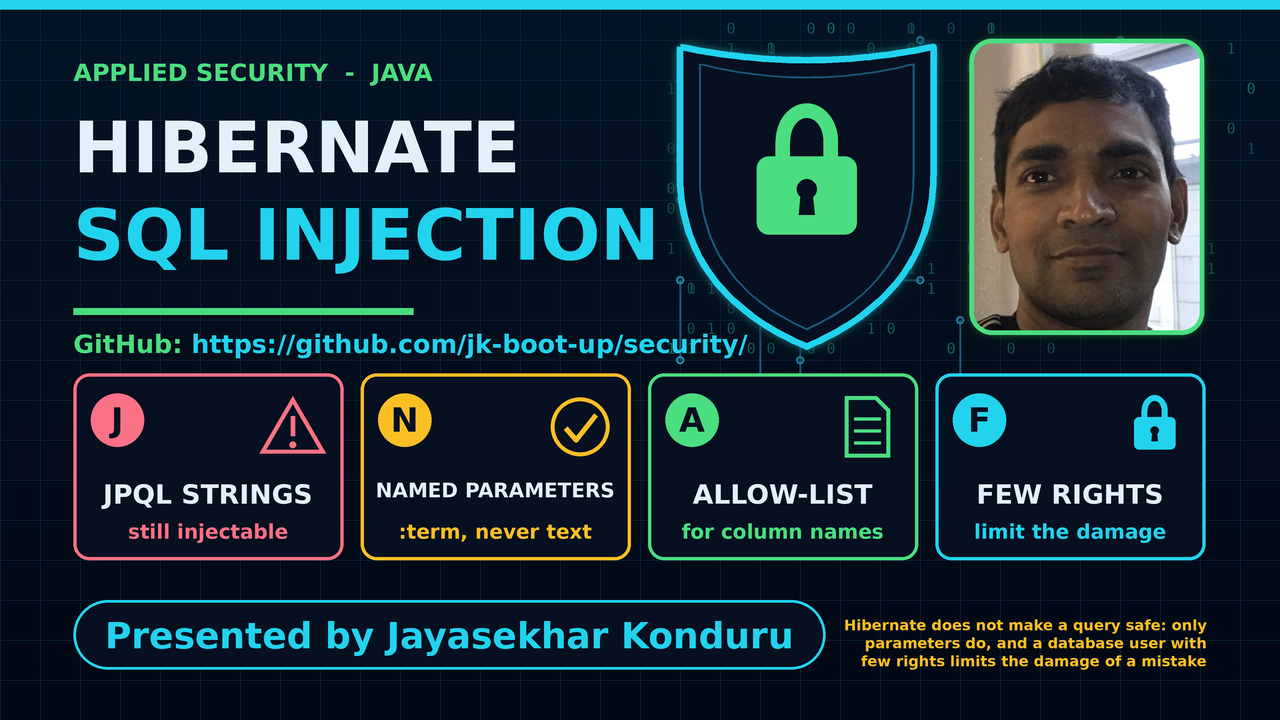 APPLIED SECURITY - JAVA
HIBERNATE
SQL INJECTION
GitHub: https://github.com/jk-boot-up/security/
J
JPQL STRINGS
still injectable
N
NAMED PARAMETERS
:term, never text
A
ALLOW-LIST
for column names
F
FEW RIGHTS
limit the damage
Presented by Jayasekhar Konduru
Hibernate does not make a query safe: only
parameters do, and a database user with
few rights limits the damage of a mistake